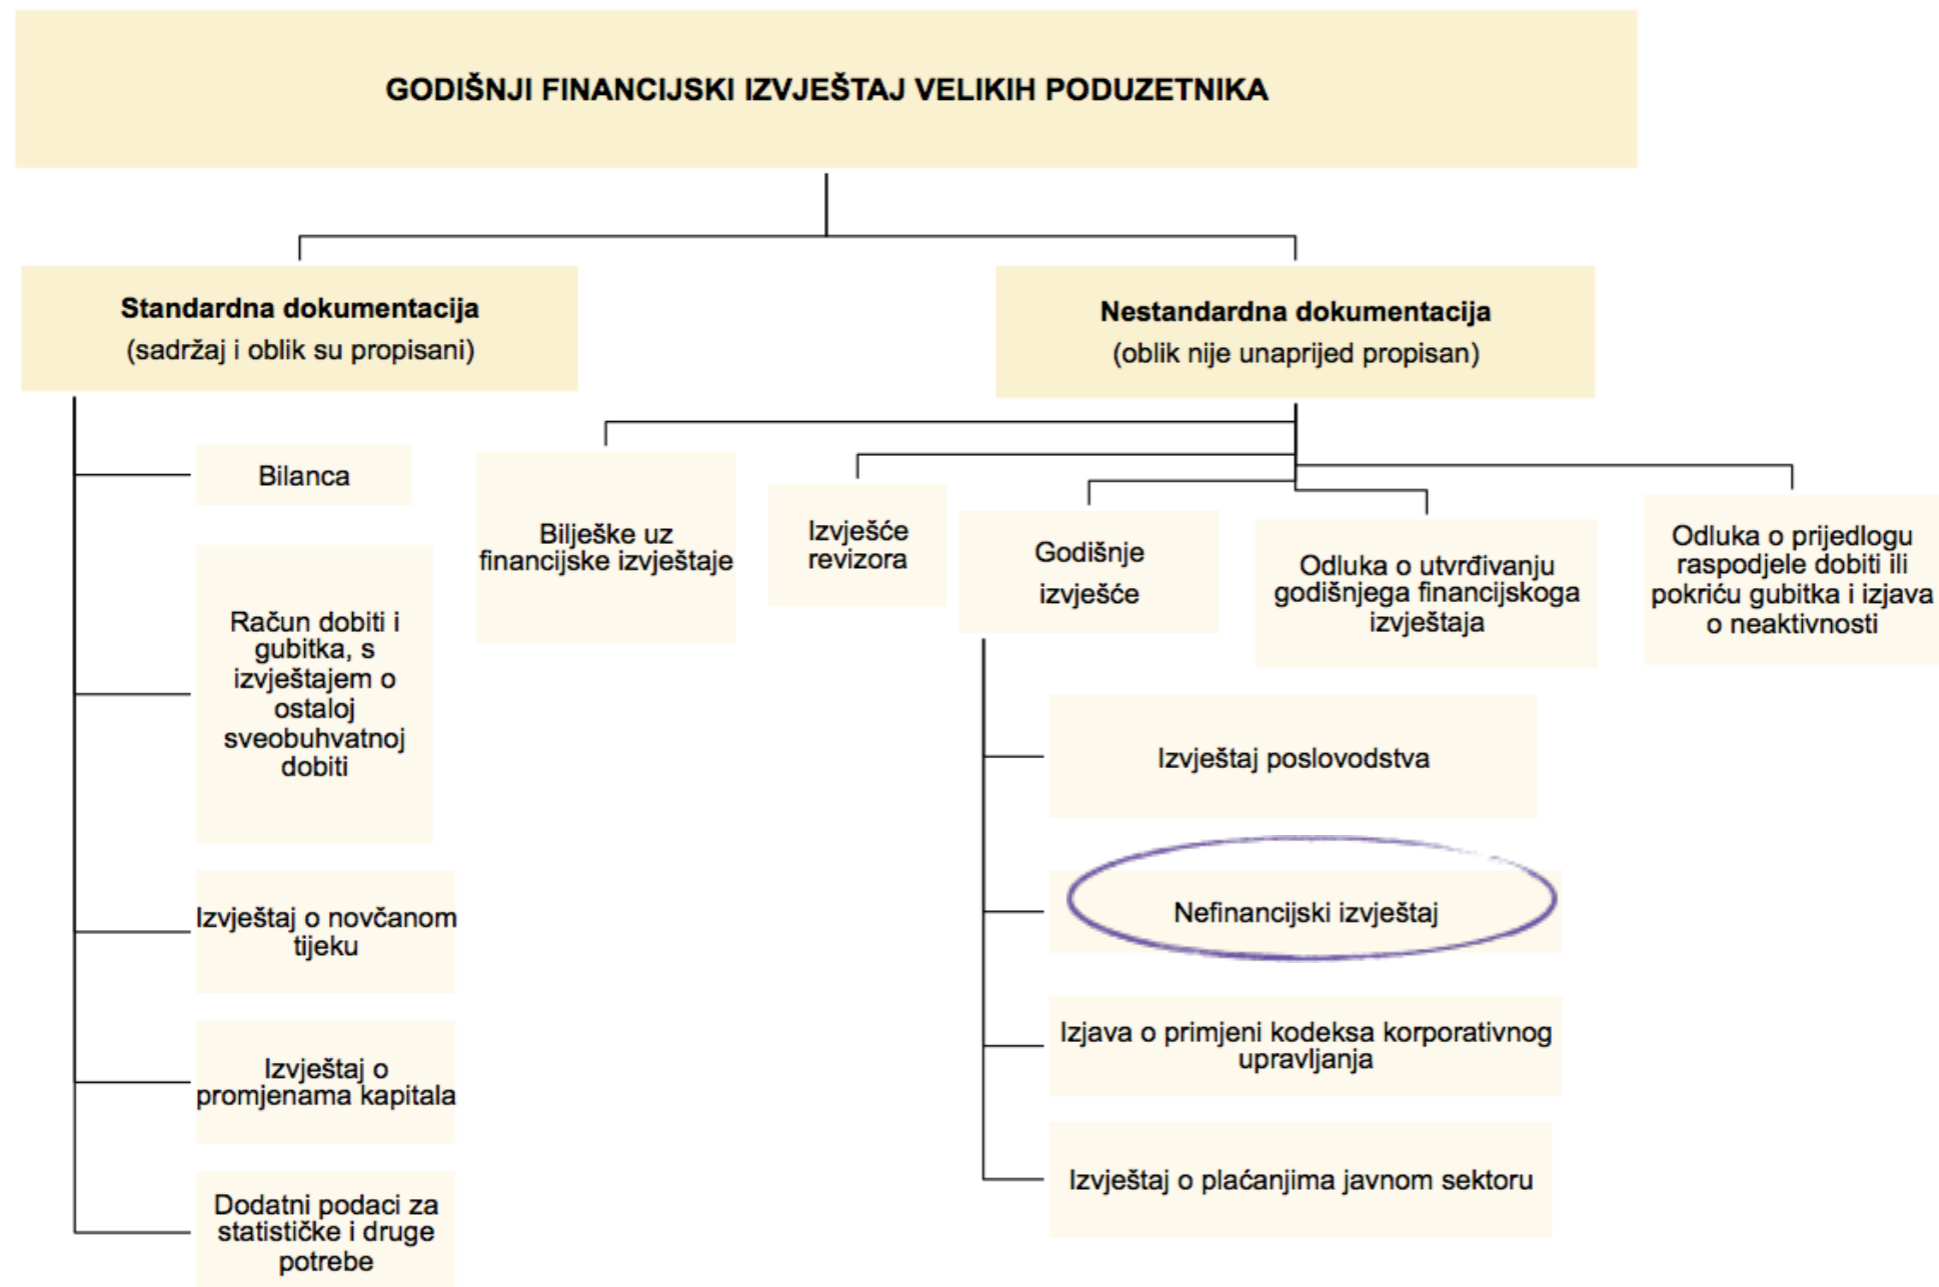 GODIŠNJI FINANCIJSKI IZVJEŠTAJ VELIKIH PODUZETNIKA
Standardna dokumentacija
(sadržaj i oblik su propisani)
Nestandardna dokumentacija
(oblik nije unaprijed propisan)
Bilanca
Račun dobiti i
gubitka, s
izvještajem o
ostaloj
sveobuhvatnoj
dobiti
Izvještaj o novčanom
tijeku
Izvještaj o
promjenama kapitala
Dodatni podaci za
statističke i druge
potrebe
Bilješke uz
financijske izvještaje
Izvješće
revizora
Godišnje
izvješće
Odluka o utvrđivanju
godišnjega financijskoga
izvještaja
Odluka o prijedlogu
raspodjele dobiti ili
pokriću gubitka i izjava
o neaktivnosti
Izvještaj poslovodstva
Nefinancijski izvještaj
Izjava o primjeni kodeksa korporativnog
upravljanja
Izvještaj o plaćanjima javnom sektoru